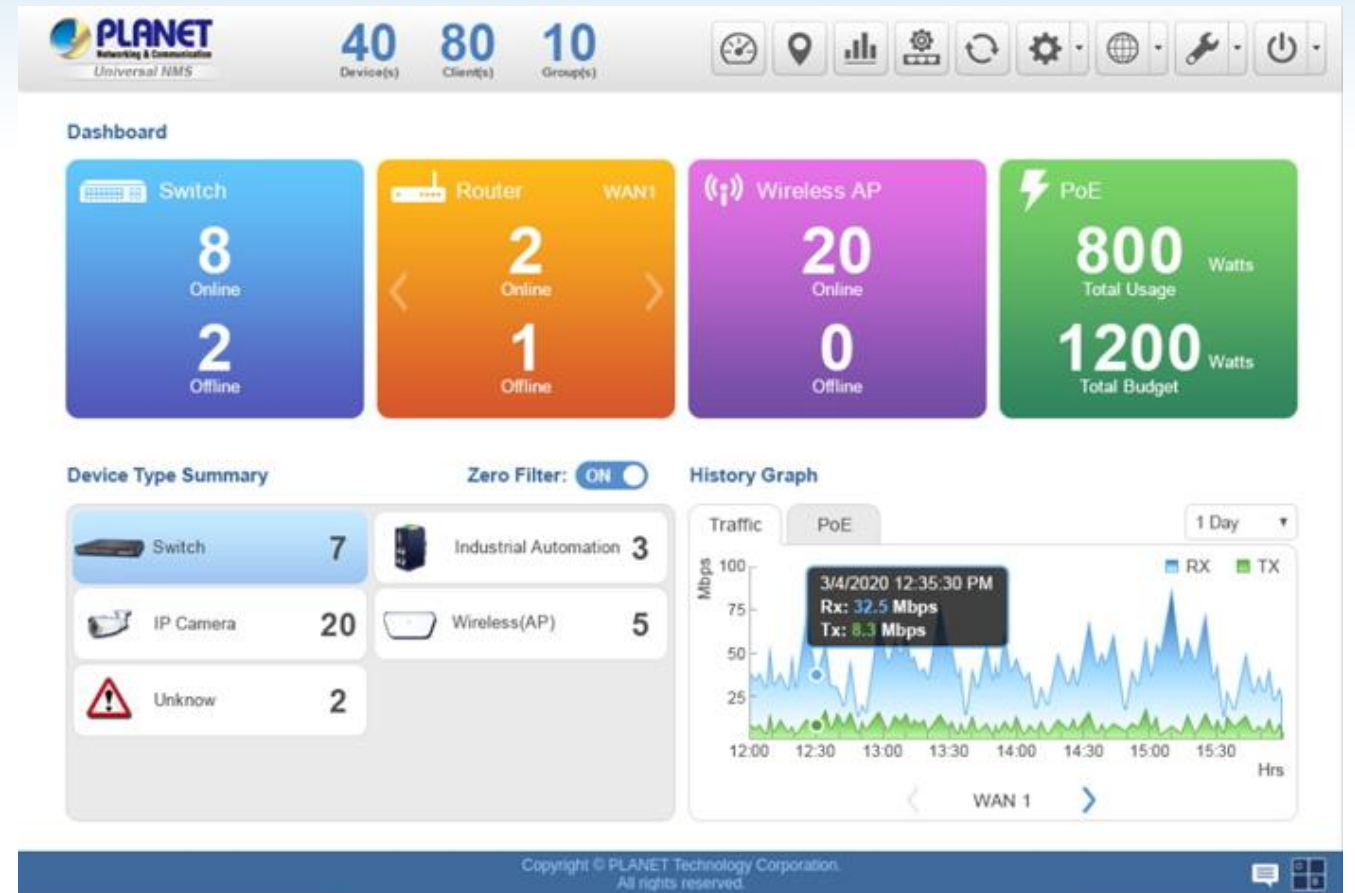 PLANET
Networking & Communication
Universal NMS
40 80 10
Device(s) Client(s) Group(s)
Dashboard
Switch
8
Online
2
Offline
Router WAN1
2
Online
1
Offline
Wireless AP
20
Online
0
Offline
PoE
800 Watts
Total Usage
1200 Watts
Total Budget
Device Type Summary Zero Filter: ON
Switch 7
Industrial Automation 3
IP Camera 20
Wireless(AP) 5
Unknow 2
History Graph
Traffic PoE 1 Day
Mbps
RX TX
100
75
50
25
3/4/2020 12:35:30 PM
Rx: 32.5 Mbps
Tx: 8.3 Mbps
12:00 12:30 13:00 13:30 14:00 14:30 15:00 15:30
Hrs
WAN 1
Copyright © PLANET Technology Corporation.
All rights reserved.